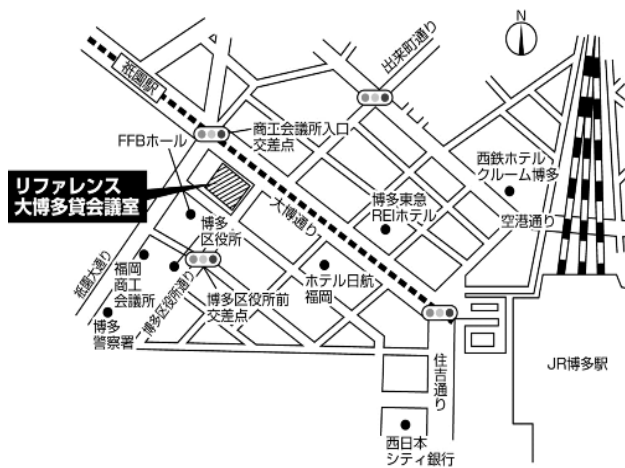 N
出来町通り
祇園駅
商工会議所入口
交差点
FFBホール
西鉄ホテル
クルーム博多
リファレンス
大博多貸会議室
大博通り
博多東急
REIホテル
空港通り
博多
区役所
祇園大通り
福岡
商工
会議所
博多区役所通り
博多区役所前
交差点
ホテル日航
福岡
博多
警察署
住吉通り
JR博多駅
西日本
シティ銀行